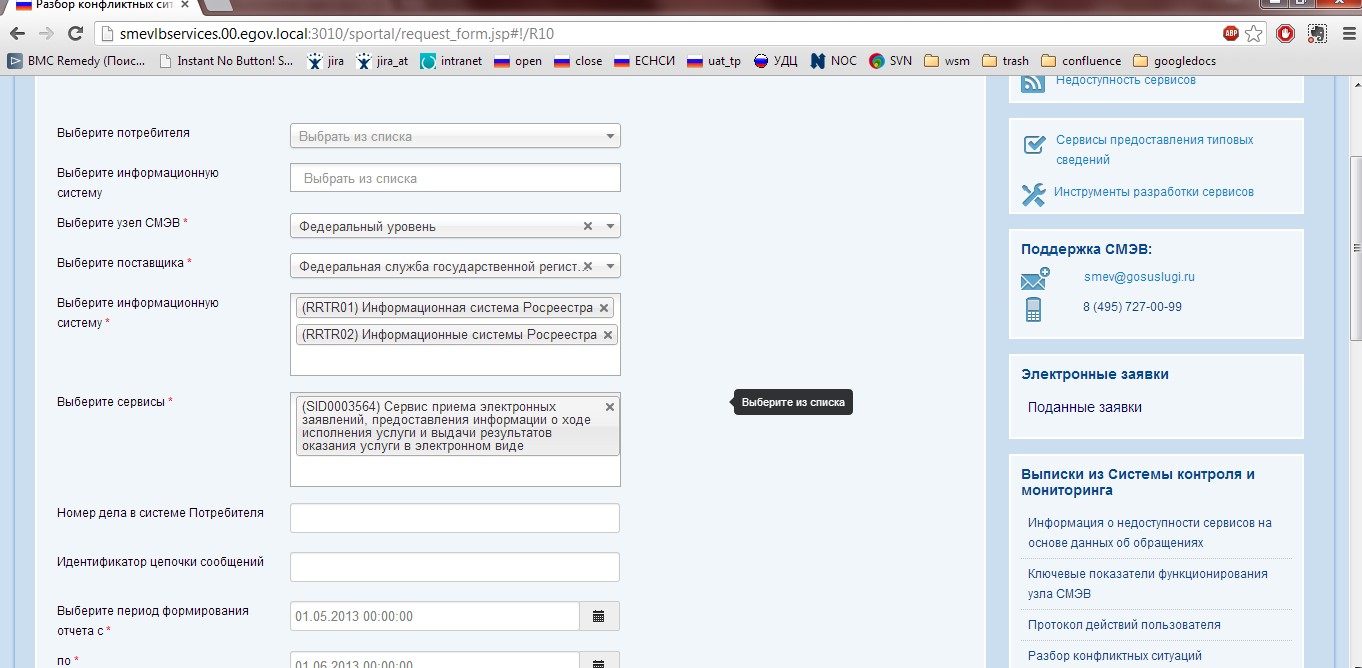 Разбор конфликтных сит
smevlbservices.00.egov.local:3010/sportal/request_form.jsp#!/R10
ABP
BMC Remedy (Поис... Instant No Button! S... jira jira_at intranet open close ЕСНСИ uat_tp УДЦ NOC SVN wsm trash confluence googledocs
Выберите потребителя
Выбрать из списка
Выберите информационную
систему
Выбрать из списка
Выберите узел СМЭВ *
Федеральный уровень
Выберите поставщика *
Федеральная служба государственной регист...
Выберите информационную
систему *
(RRTR01) Информационная система Росреестра
(RRTR02) Информационные системы Росреестра
Выберите сервисы *
(SID0003564) Сервис приема электронных
заявлений, предоставления информации о ходе
исполнения услуги и выдачи результатов
оказания услуги в электронном виде
Выберите из списка
Номер дела в системе Потребителя
Идентификатор цепочки сообщений
Выберите период формирования
отчета с *
01.05.2013 00:00:00
по *
01.06.2013 00:00:00
Недоступность сервисов
Сервисы предоставления типовых
сведений
Инструменты разработки сервисов
Поддержка СМЭВ:
smev@gosuslugi.ru
8 (495) 727-00-99
Электронные заявки
Поданные заявки
Выписки из Системы контроля и
мониторинга
Информация о недоступности сервисов на
основе данных об обращениях
Ключевые показатели функционирования
узла СМЭВ
Протокол действий пользователя
Разбор конфликтных ситуаций